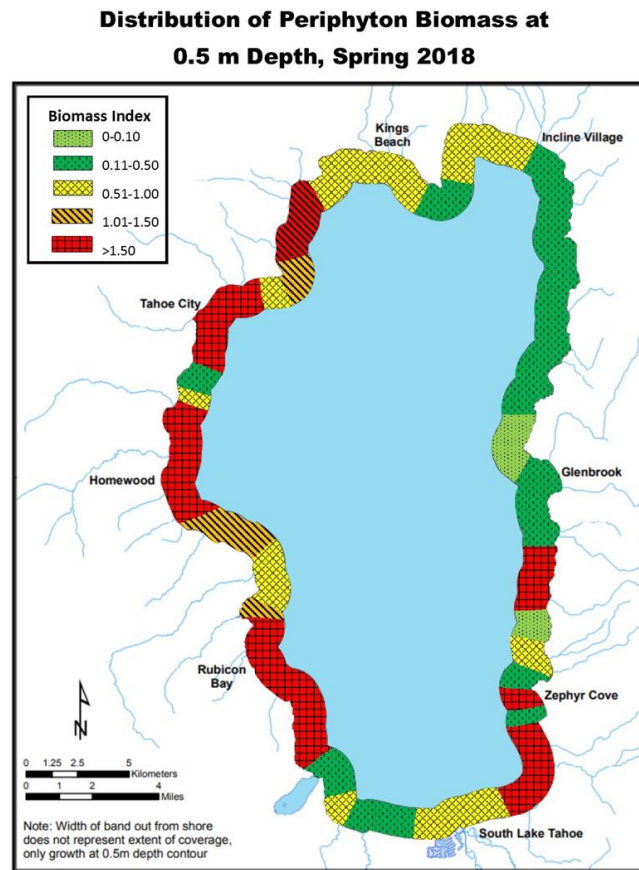 Distribution of Periphyton Biomass at
0.5 m Depth, Spring 2018
Biomass Index
0-0.10
0.11-0.50
0.51-1.00
1.01-1.50
>1.50
Kings
Beach
Incline Village
Tahoe City
Homewood
Glenbrook
Rubicon
Bay
Zephyr Cove
South Lake Tahoe
N
0 1.25 2.5 5
Kilometers
0 1 2 4
Miles
Note: Width of band out from shore
does not represent extent of coverage,
only growth at 0.5m depth contour